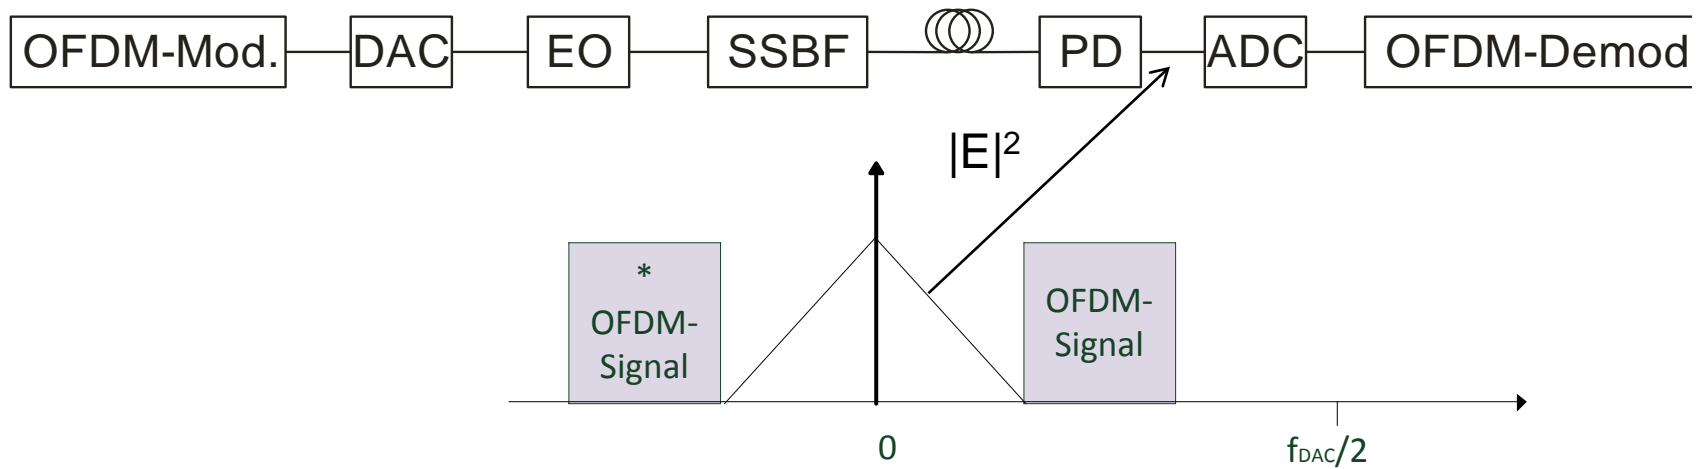 OFDM-Mod. DAC EO SSBF PD ADC OFDM-Demod
|E|²
*
OFDM-
Signal
OFDM-
Signal
0
fDAC/2